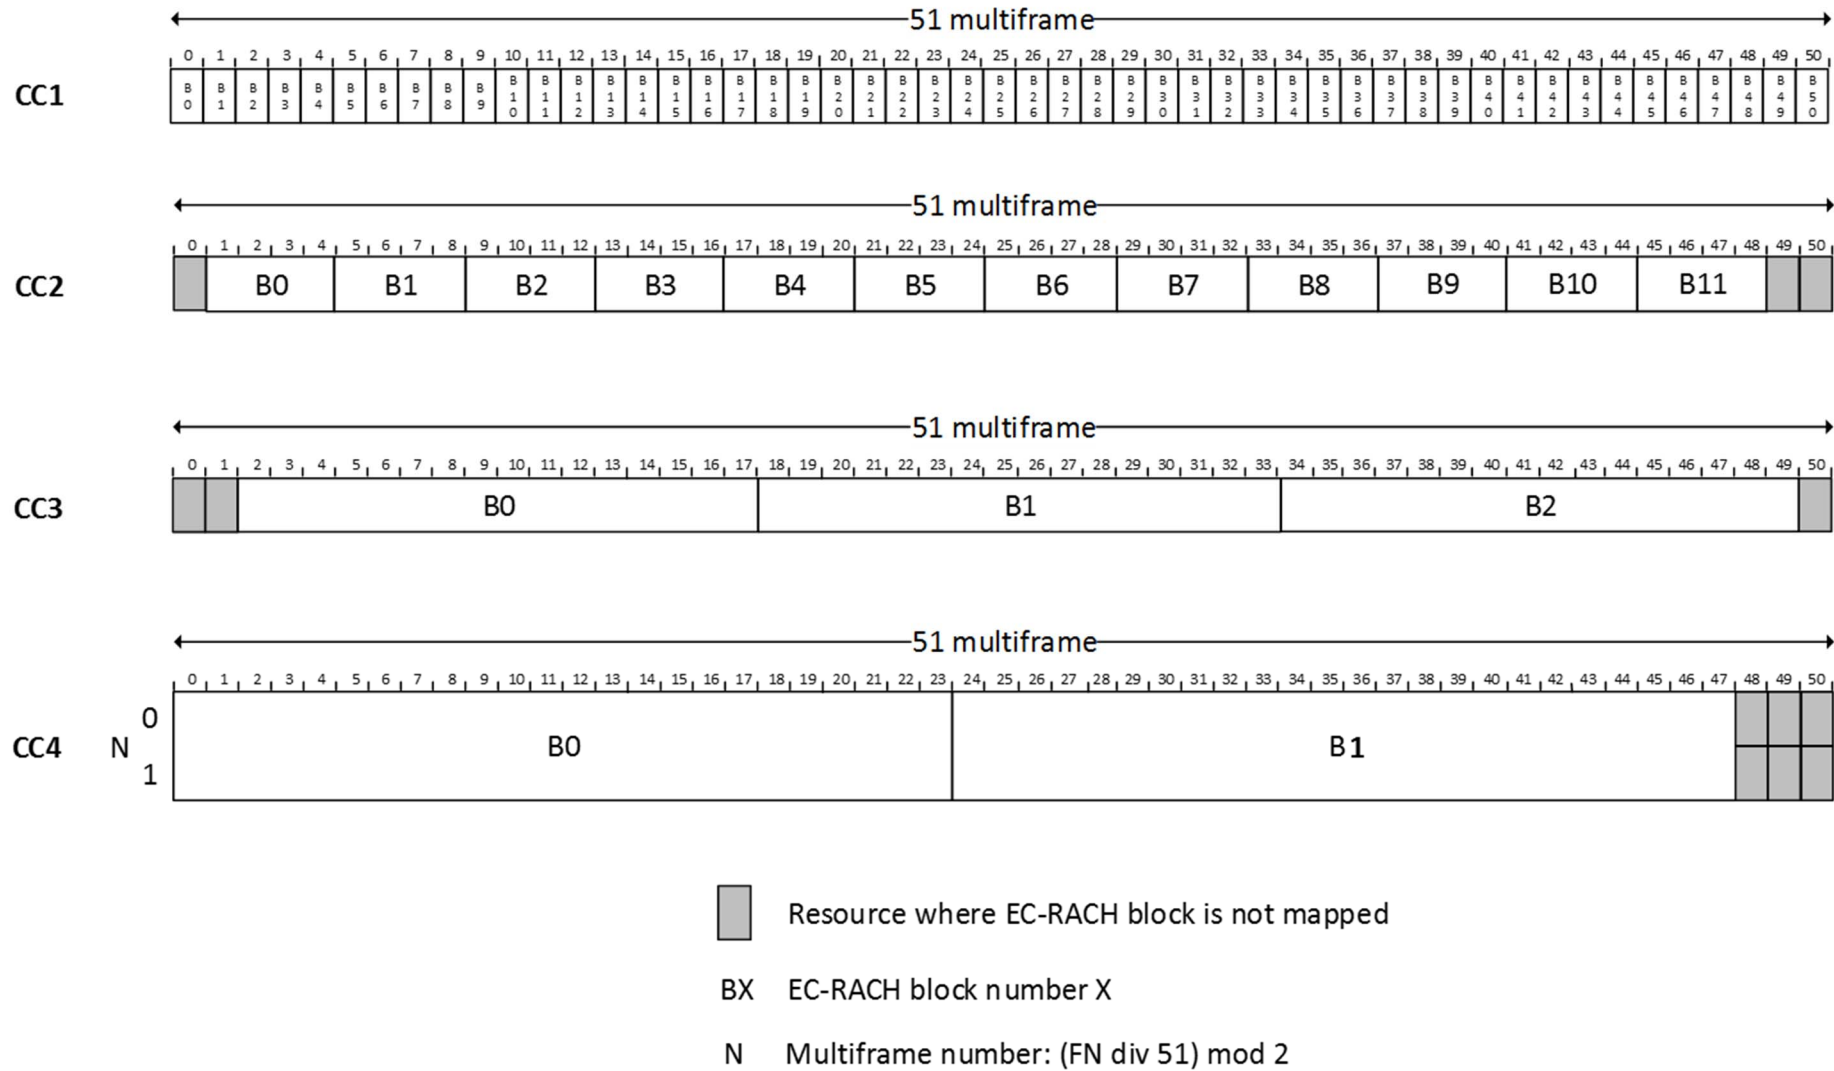 51 multiframe
0 1 2 3 4 5 6 7 8 9 10 11 12 13 14 15 16 17 18 19 20 21 22 23 24 25 26 27 28 29 30 31 32 33 34 35 36 37 38 39 40 41 42 43 44 45 46 47 48 49 50
CC1 B0 B1 B2 B3 B4 B5 B6 B7 B8 B9 B10 B11 B12 B13 B14 B15 B16 B17 B18 B19 B20 B21 B22 B23 B24 B25 B26 B27 B28 B29 B30 B31 B32 B33 B34 B35 B36 B37 B38 B39 B40 B41 B42 B43 B44 B45 B46 B47 B48 B49 B50
51 multiframe
0 1 2 3 4 5 6 7 8 9 10 11 12 13 14 15 16 17 18 19 20 21 22 23 24 25 26 27 28 29 30 31 32 33 34 35 36 37 38 39 40 41 42 43 44 45 46 47 48 49 50
CC2 B0 B1 B2 B3 B4 B5 B6 B7 B8 B9 B10 B11
51 multiframe
0 1 2 3 4 5 6 7 8 9 10 11 12 13 14 15 16 17 18 19 20 21 22 23 24 25 26 27 28 29 30 31 32 33 34 35 36 37 38 39 40 41 42 43 44 45 46 47 48 49 50
CC3 B0 B1 B2
51 multiframe
0 1 2 3 4 5 6 7 8 9 10 11 12 13 14 15 16 17 18 19 20 21 22 23 24 25 26 27 28 29 30 31 32 33 34 35 36 37 38 39 40 41 42 43 44 45 46 47 48 49 50
0
CC4 N B0 B1
1
Resource where EC-RACH block is not mapped
BX EC-RACH block number X
N Multiframe number: (FN div 51) mod 2